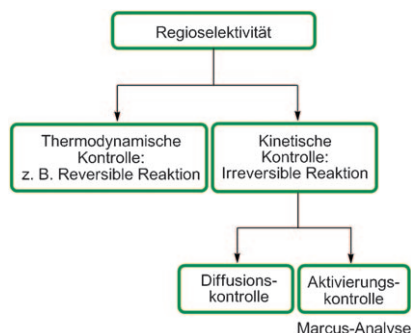 Regioselektivität
Thermodynamische
Kontrolle:
z. B. Reversible Reaktion
Kinetische
Kontrolle:
Irreversible Reaktion
Diffusions-
kontrolle
Aktivierungs-
kontrolle
Marcus-Analyse